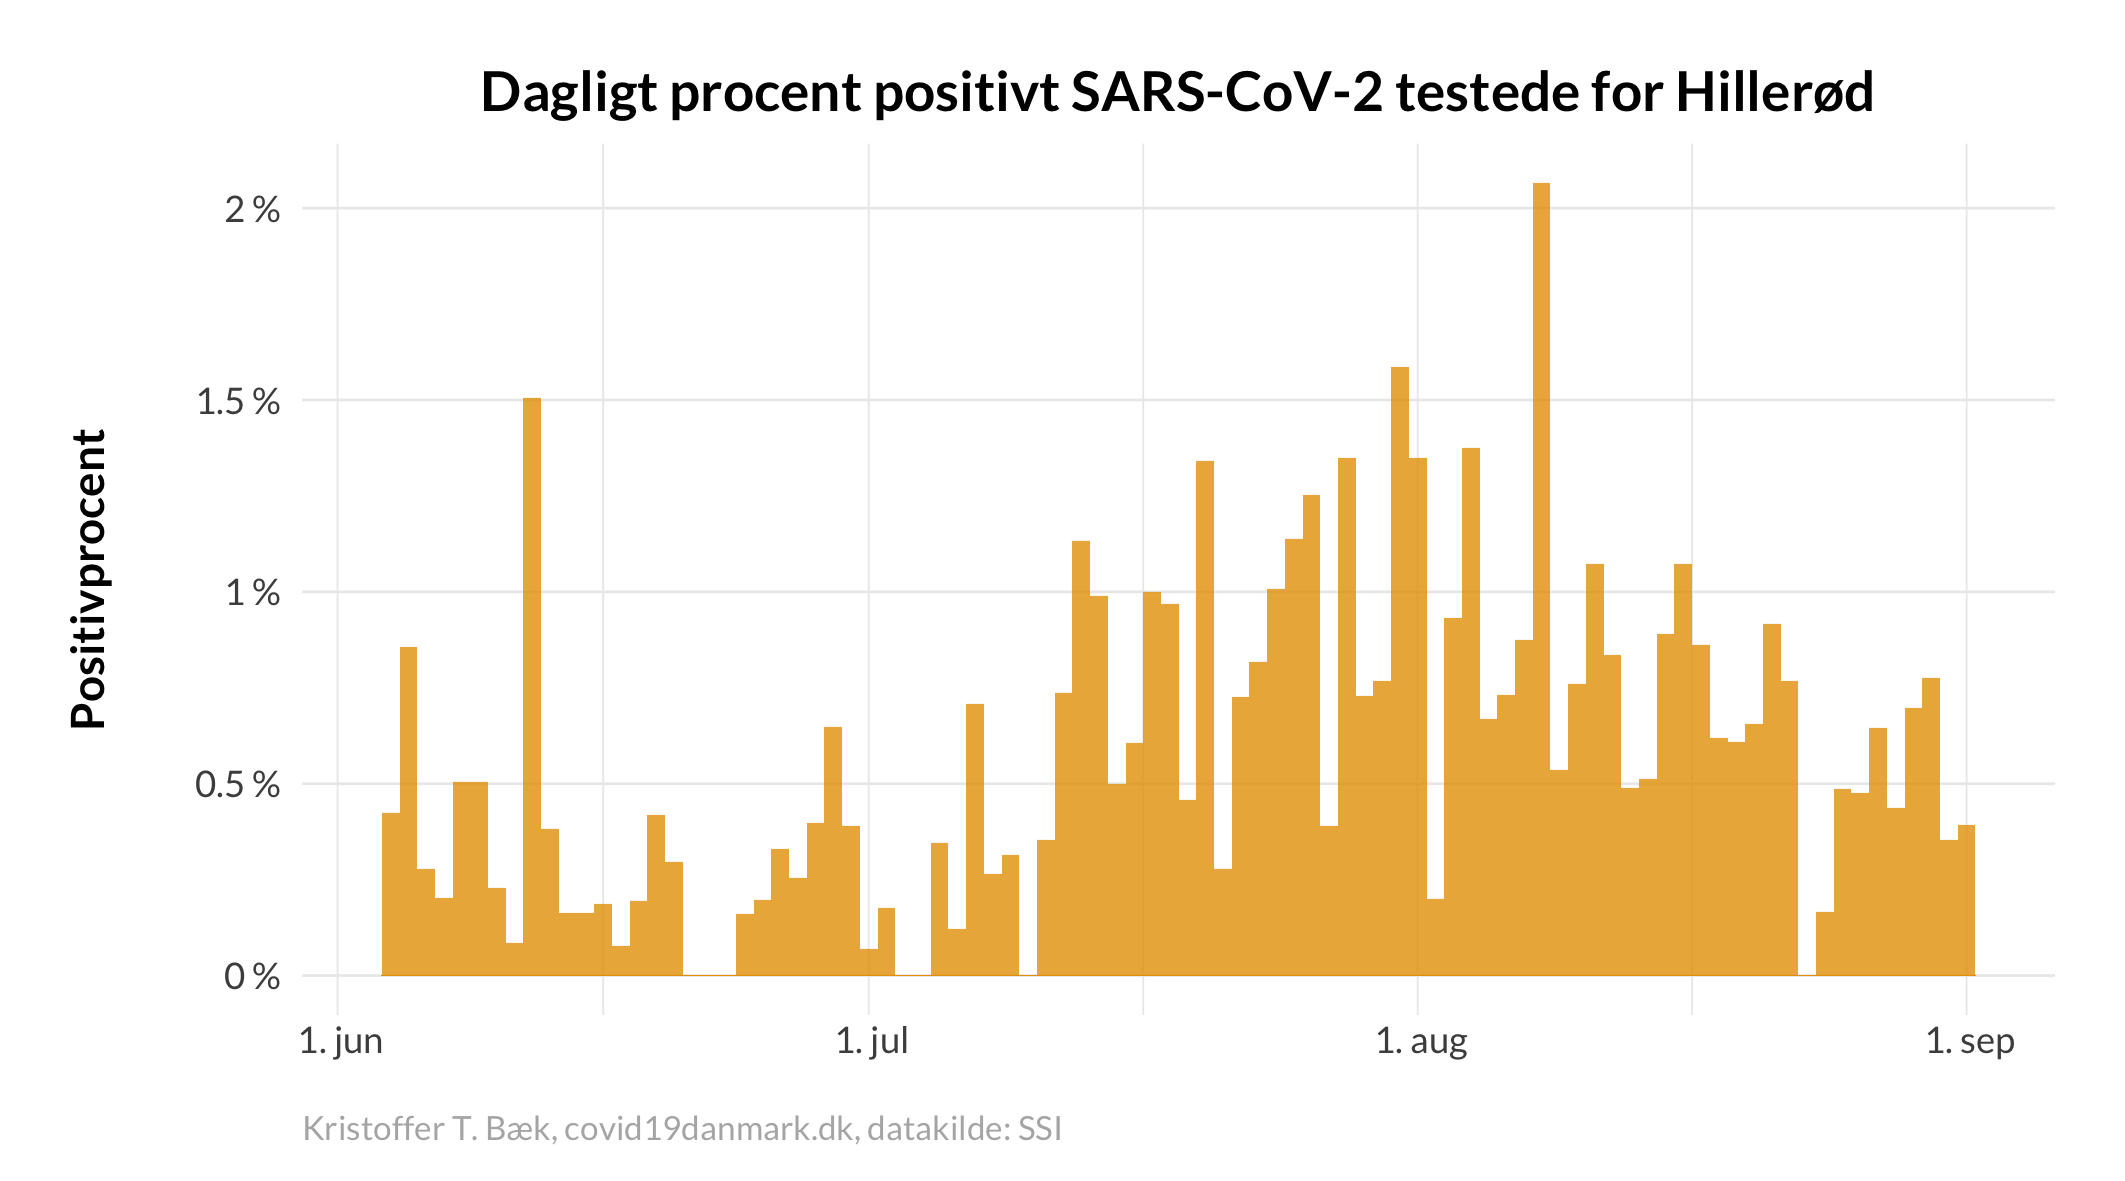 Dagligt procent positivt SARS-CoV-2 testede for Hillerød
Positivprocent
2 %
1.5 %
1 %
0.5 %
0 %
1. jun
1. jul
1. aug
1. sep
Kristoffer T. Bæk, covid19danmark.dk, datakilde: SSI